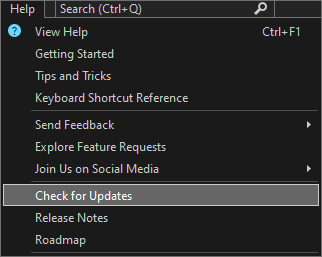 Help Search (Ctrl+Q)
? View Help Ctrl+F1
Getting Started
Tips and Tricks
Keyboard Shortcut Reference
Send Feedback
Explore Feature Requests
Join Us on Social Media
Check for Updates
Release Notes
Roadmap